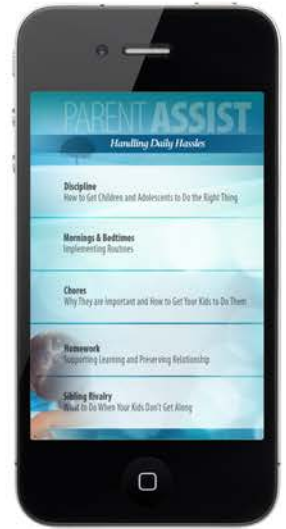 PARENT ASSIST
Handling Daily Hassles
Discipline
How to Get Children and Adolescents to Do the Right Thing
Mornings & Bedtimes
Implementing Routines
Chores
Why They are Important and How to Get Your Kids to Do Them
Homework
Supporting Learning and Preserving Relationship
Sibling Rivalry
What to Do When Your Kids Don't Get Along